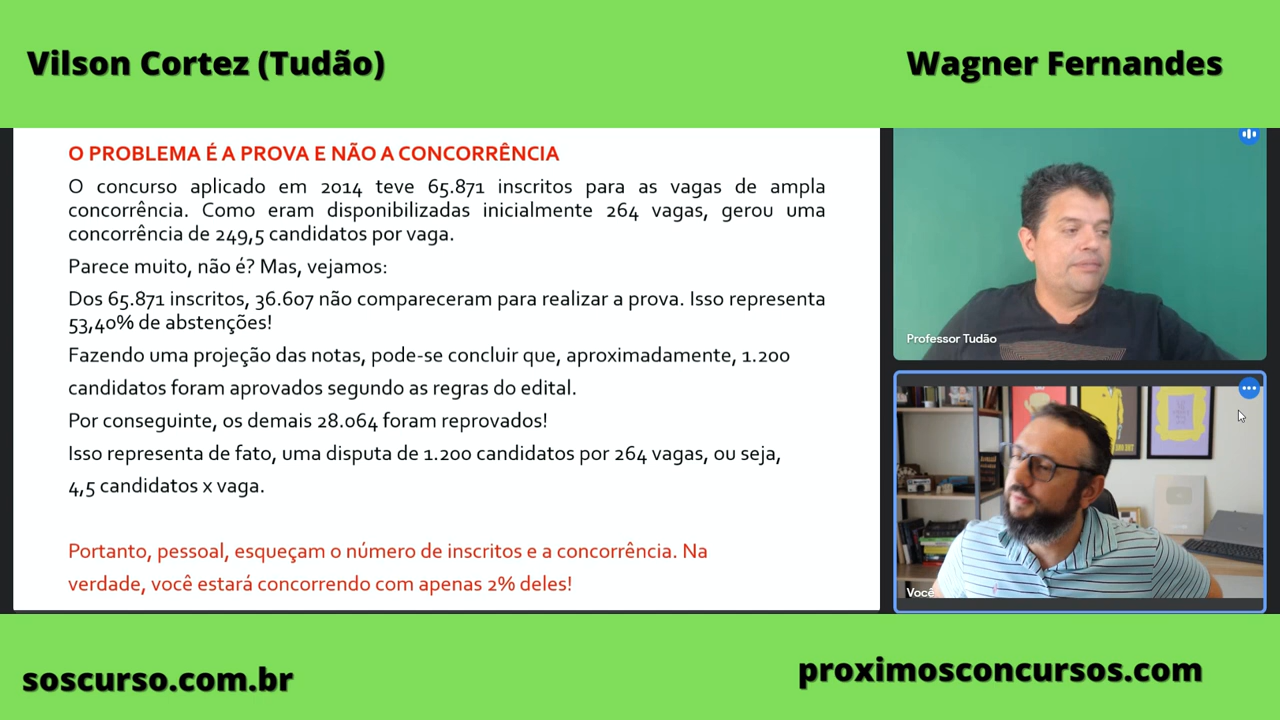 Vilson Cortez (Tudão)
Wagner Fernandes
O PROBLEMA É A PROVA E NÃO A CONCORRÊNCIA
O concurso aplicado em 2014 teve 65.871 inscritos para as vagas de ampla
concorrência. Como eram disponibilizadas inicialmente 264 vagas, gerou uma
concorrência de 249,5 candidatos por vaga.
Parece muito, não é? Mas, vejamos:
Dos 65.871 inscritos, 36.607 não compareceram para realizar a prova. Isso representa
53,40% de abstenções!
Fazendo uma projeção das notas, pode-se concluir que, aproximadamente, 1.200
candidatos foram aprovados segundo as regras do edital.
Por conseguinte, os demais 28.064 foram reprovados!
Isso representa de fato, uma disputa de 1.200 candidatos por 264 vagas, ou seja,
4,5 candidatos x vaga.
Portanto, pessoal, esqueçam o número de inscritos e a concorrência. Na
verdade, você estará concorrendo com apenas 2% deles!
Professor Tudão
Você
soscurso.com.br
proximosconcursos.com